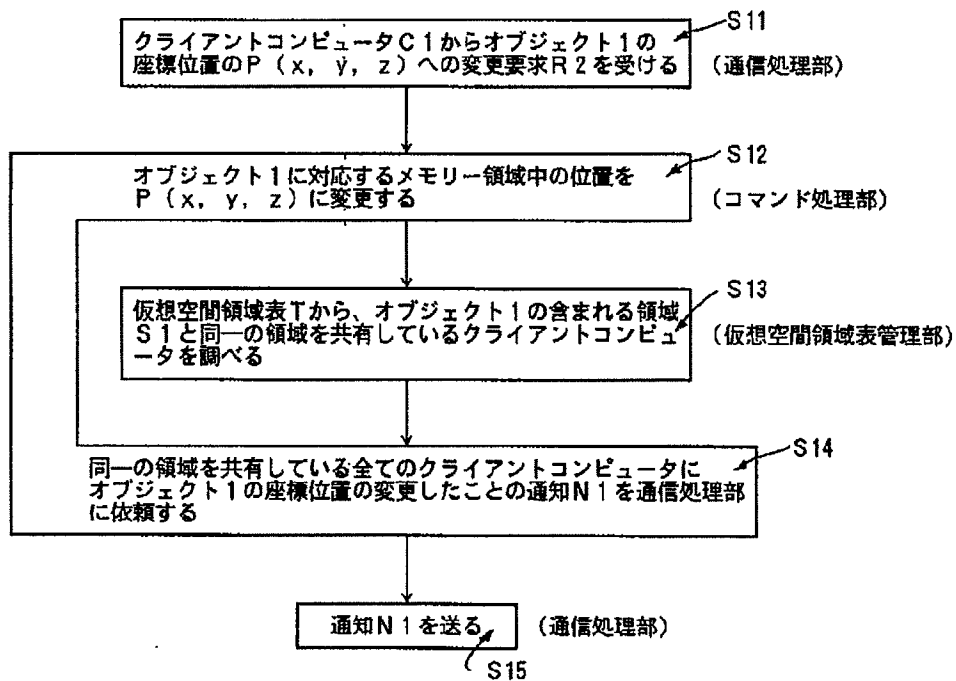 S11
クライアントコンピュータC1からオブジェクト1の
座標位置のP(x, y, z)への変更要求R2を受ける
(通信処理部)
S12
オブジェクト1に対応するメモリー領域中の位置を
P(x, y, z)に変更する
(コマンド処理部)
S13
仮想空間領域表Tから、オブジェクト1の含まれる領域
S1と同一の領域を共有しているクライアントコンピュ
ータを調べる
(仮想空間領域表管理部)
S14
同一の領域を共有している全てのクライアントコンピュータに
オブジェクト1の座標位置の変更したことの通知N1を通信処理部
に依頼する
通知N1を送る
(通信処理部)
S15